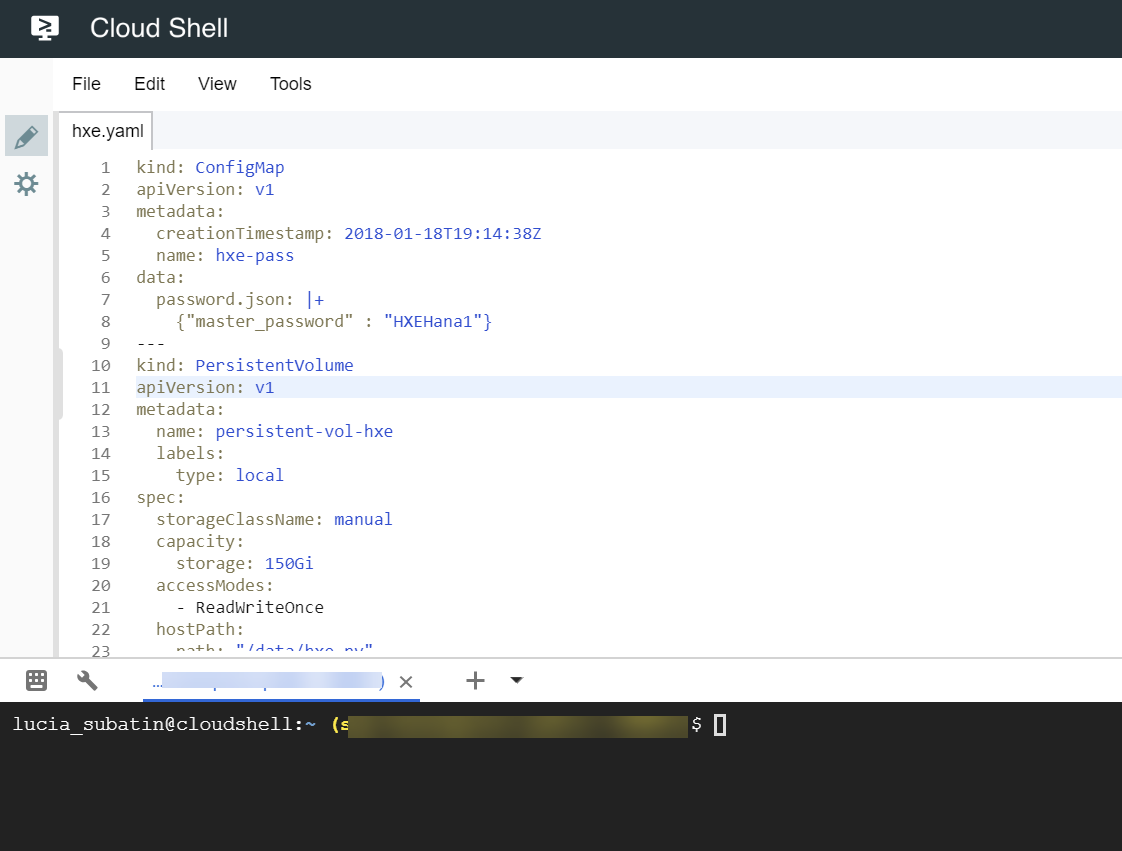 Cloud Shell
File Edit View Tools
hxe.yaml
1 kind: ConfigMap
2 apiVersion: v1
3 metadata:
4   creationTimestamp: 2018-01-18T19:14:38Z
5   name: hxe-pass
6 data:
7   password.json: |+
8     {"master_password" : "HXEHana1"}
9 ---
10 kind: PersistentVolume
11 apiVersion: v1
12 metadata:
13   name: persistent-vol-hxe
14   labels:
15     type: local
16 spec:
17   storageClassName: manual
18   capacity:
19     storage: 150Gi
20   accessModes:
21     - ReadWriteOnce
22   hostPath:
23     path: "/data/hxe_pv"
... )
lucia_subatin@cloudshell:~ (s $